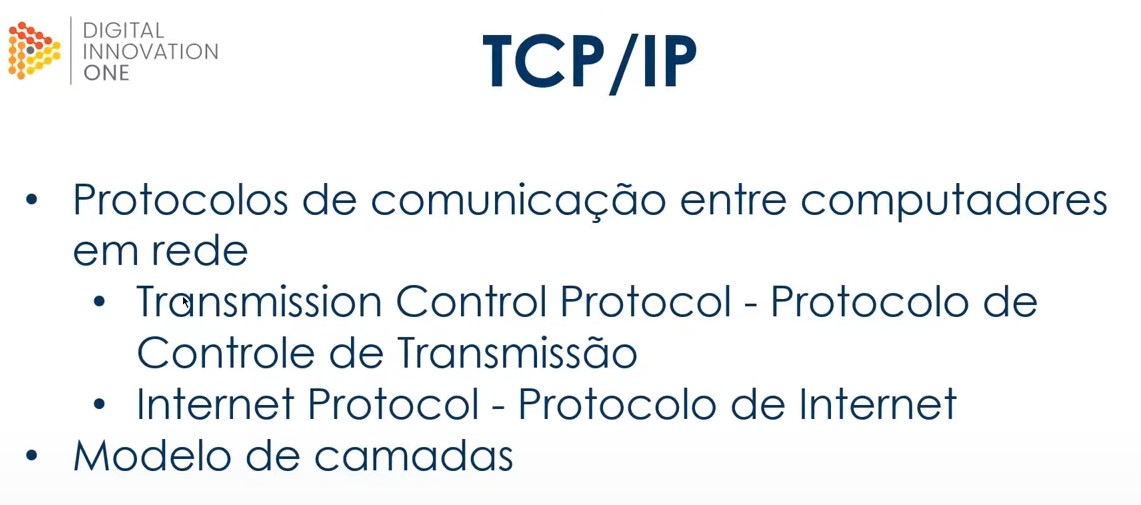 DIGITAL
INNOVATION
ONE
TCP/IP
• Protocolos de comunicação entre computadores
em rede
• Transmission Control Protocol - Protocolo de
Controle de Transmissão
• Internet Protocol - Protocolo de Internet
• Modelo de camadas